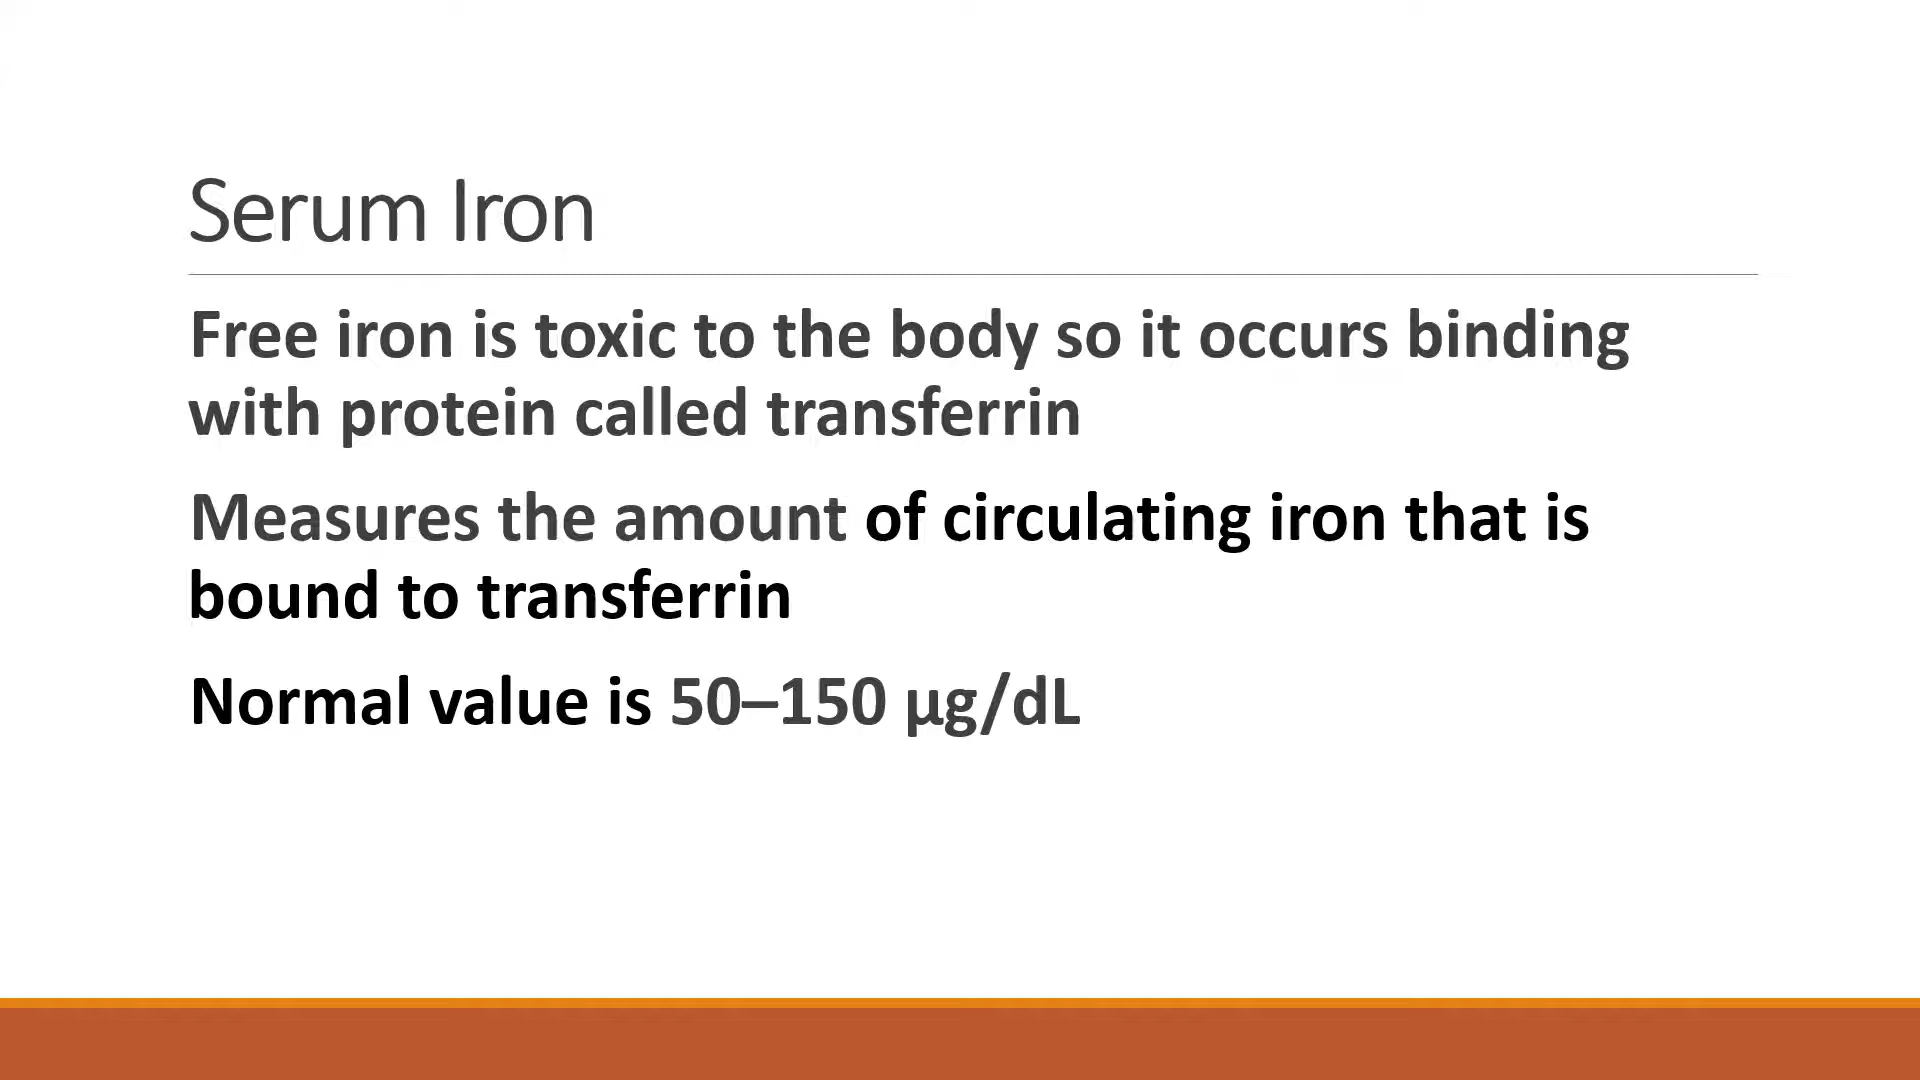 Serum Iron
Free iron is toxic to the body so it occurs binding
with protein called transferrin
Measures the amount of circulating iron that is
bound to transferrin
Normal value is 50–150 µg/dL